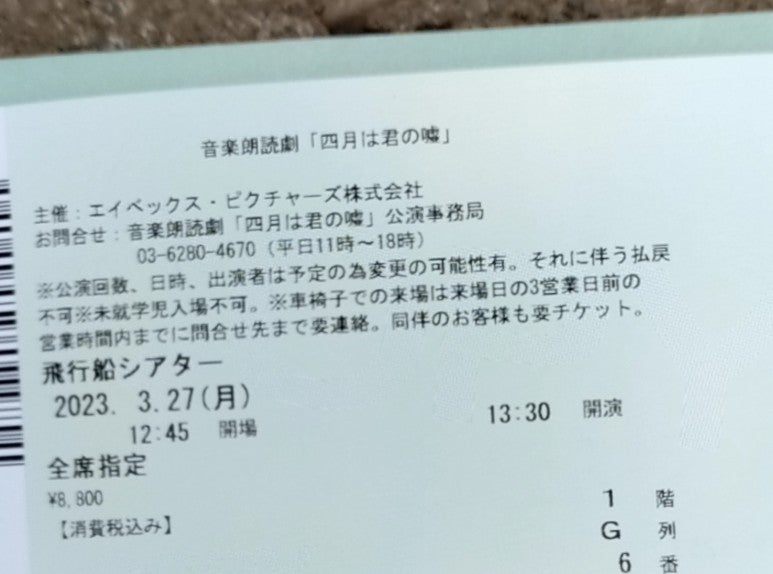 音楽朗読劇「四月は君の嘘」
主催：エイベックス・ピクチャーズ株式会社
お問合せ：音楽朗読劇「四月は君の嘘」公演事務局
03-6280-4670（平日11時～18時）
※公演回数、日時、出演者は予定の為変更の可能性有。それに伴う払戻
不可※未就学児入場不可。※車椅子での来場は来場日の3営業日前の
営業時間内までに問合せ先まで要連絡。同伴のお客様も要チケット。
飛行船シアター
2023. 3.27(月)
12:45 開場 13:30 開演
全席指定
¥8,800 1 階
【消費税込み】 G 列
6 番